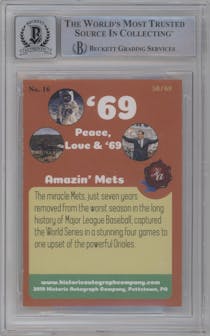 THE WORLD'S MOST TRUSTED
SOURCE IN COLLECTING™
BECKETT GRADING SERVICES
No. 16
58/69
'69
Peace,
Love & '69
Amazin' Mets
The miracle Mets, just seven years
removed from the worst season in the long
history of Major League Baseball, captured
the World Series in a stunning four games to
one upset of the powerful Orioles.
www.historicautographcompany.com
2019 Historic Autograph Company, Pottstown, PA